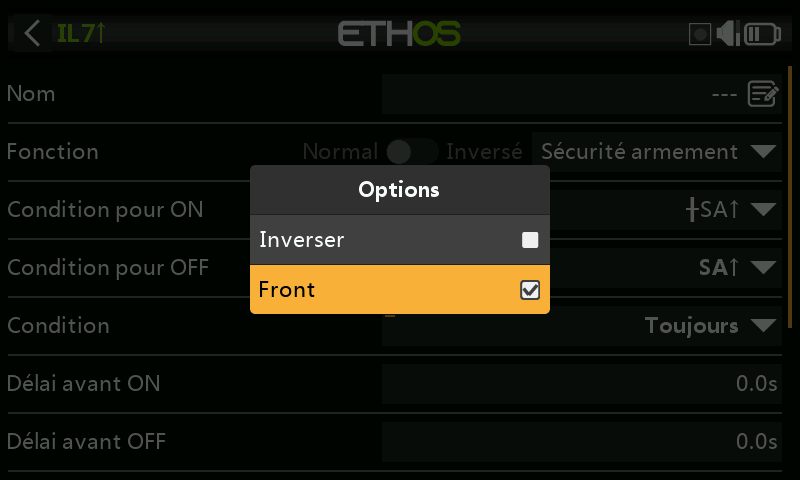 IL7↑ ETHOS
Nom ---
Fonction Normal Inversé Sécurité armement
Options
Condition pour ON SA↑
Inverser
Condition pour OFF SA↑
Front
Condition Toujours
Délai avant ON 0.0s
Délai avant OFF 0.0s